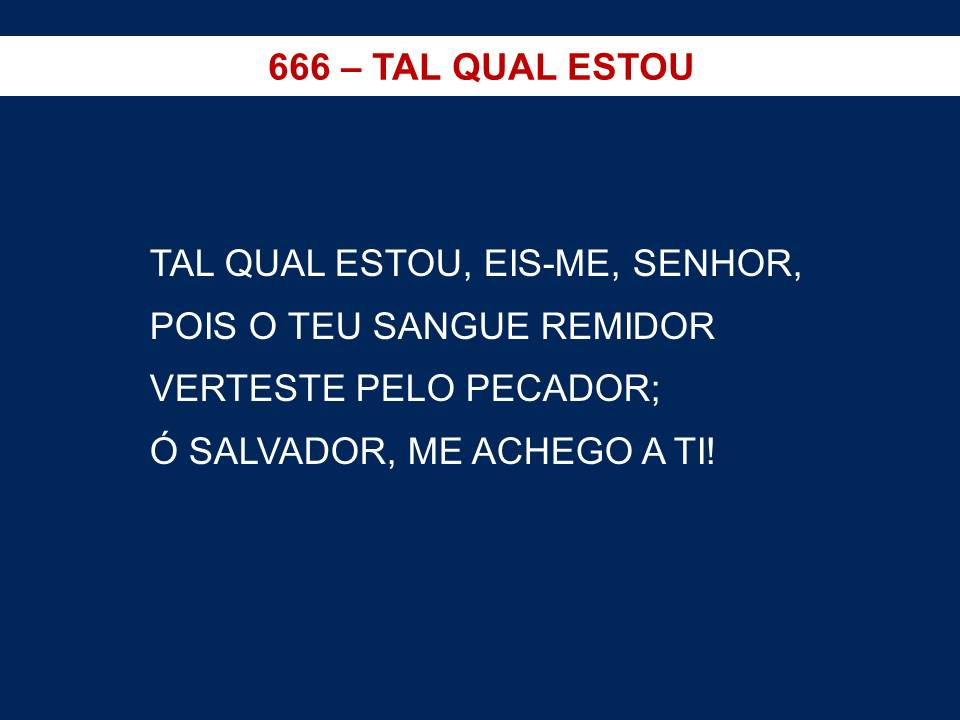 666 – TAL QUAL ESTOU
TAL QUAL ESTOU, EIS-ME, SENHOR,
POIS O TEU SANGUE REMIDOR
VERTESTE PELO PECADOR;
Ó SALVADOR, ME ACHEGO A TI!